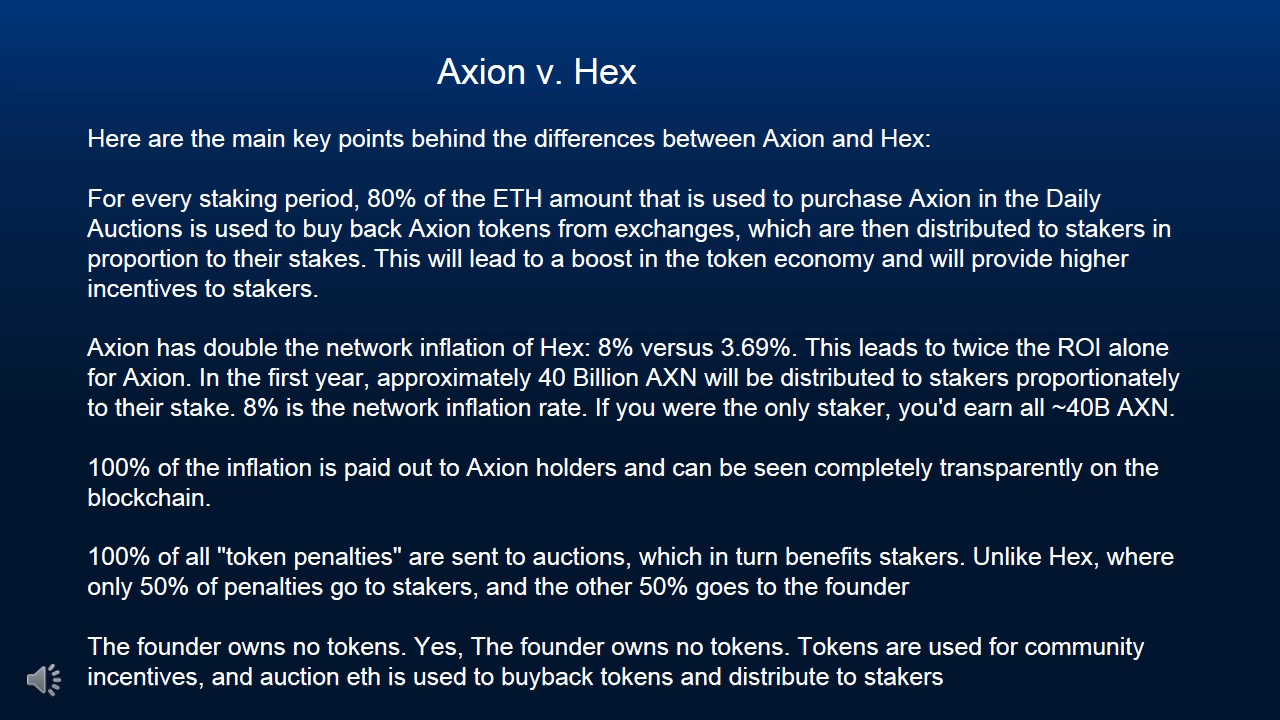 Axion v. Hex
Here are the main key points behind the differences between Axion and Hex:
For every staking period, 80% of the ETH amount that is used to purchase Axion in the Daily
Auctions is used to buy back Axion tokens from exchanges, which are then distributed to stakers in
proportion to their stakes. This will lead to a boost in the token economy and will provide higher
incentives to stakers.
Axion has double the network inflation of Hex: 8% versus 3.69%. This leads to twice the ROI alone
for Axion. In the first year, approximately 40 Billion AXN will be distributed to stakers proportionately
to their stake. 8% is the network inflation rate. If you were the only staker, you'd earn all ~40B AXN.
100% of the inflation is paid out to Axion holders and can be seen completely transparently on the
blockchain.
100% of all "token penalties" are sent to auctions, which in turn benefits stakers. Unlike Hex, where
only 50% of penalties go to stakers, and the other 50% goes to the founder
The founder owns no tokens. Yes, The founder owns no tokens. Tokens are used for community
incentives, and auction eth is used to buyback tokens and distribute to stakers